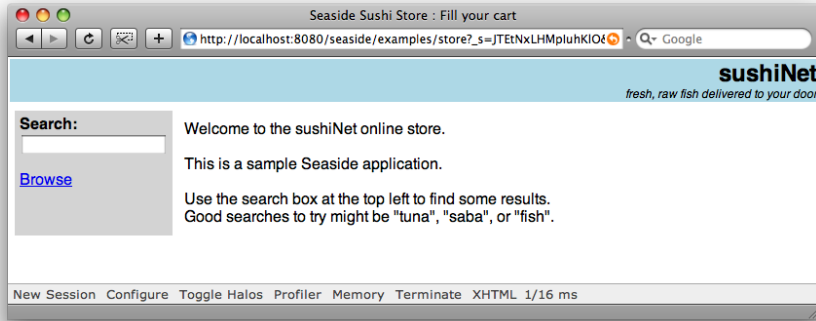 Seaside Sushi Store : Fill your cart
http://localhost:8080/seaside/examples/store?_s=JTEtNxLHMpIuhKlO&
Google
sushiNet
fresh, raw fish delivered to your door
Search:
Welcome to the sushiNet online store.
This is a sample Seaside application.
Browse
Use the search box at the top left to find some results.
Good searches to try might be "tuna", "saba", or "fish".
New Session Configure Toggle Halos Profiler Memory Terminate XHTML 1/16 ms